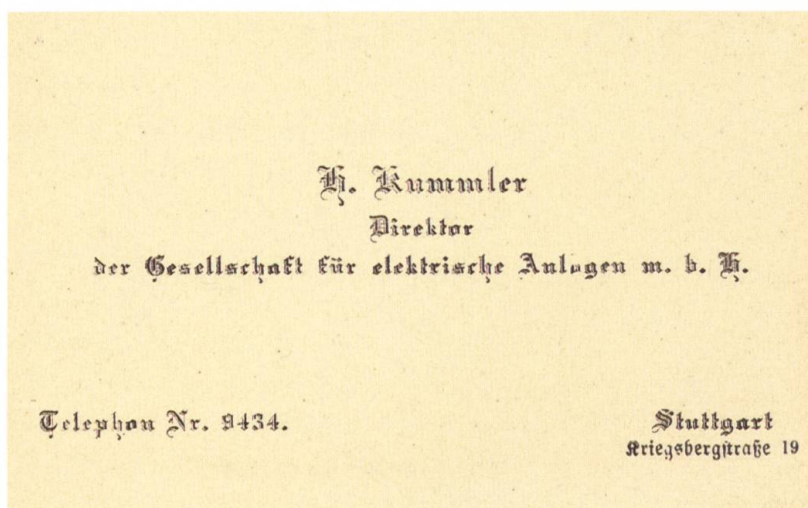 H. Kummler
Direktor
der Gesellschaft für elektrische Anlagen m. b. H.
Telephon Nr. 9434.
Stuttgart
Kriegsbergstraße 19